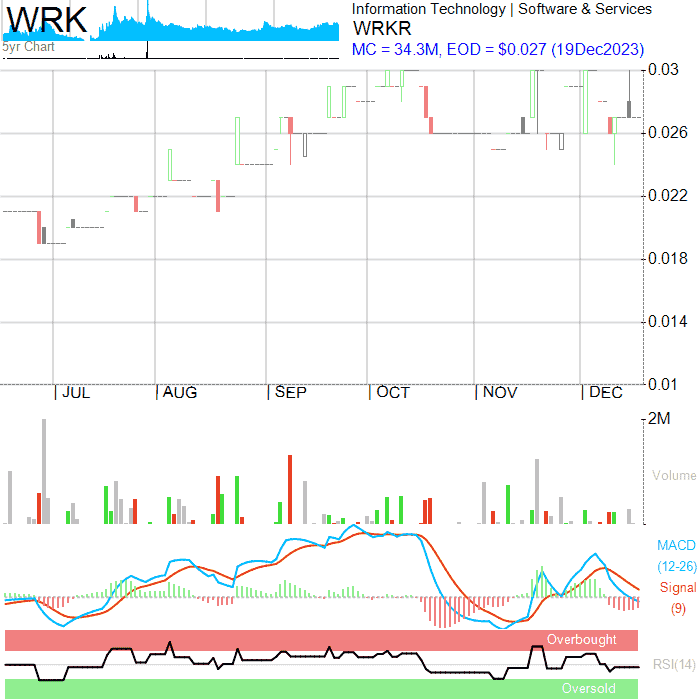 WRK
5yr Chart
Information Technology | Software & Services
WRKR
MC = 34.3M, EOD = $0.027 (19Dec2023)
0.03
0.026
0.022
0.018
0.014
0.01
JUL
AUG
SEP
OCT
NOV
DEC
2M
Volume
MACD
(12-26)
Signal
(9)
Overbought
RSI(14)
Oversold